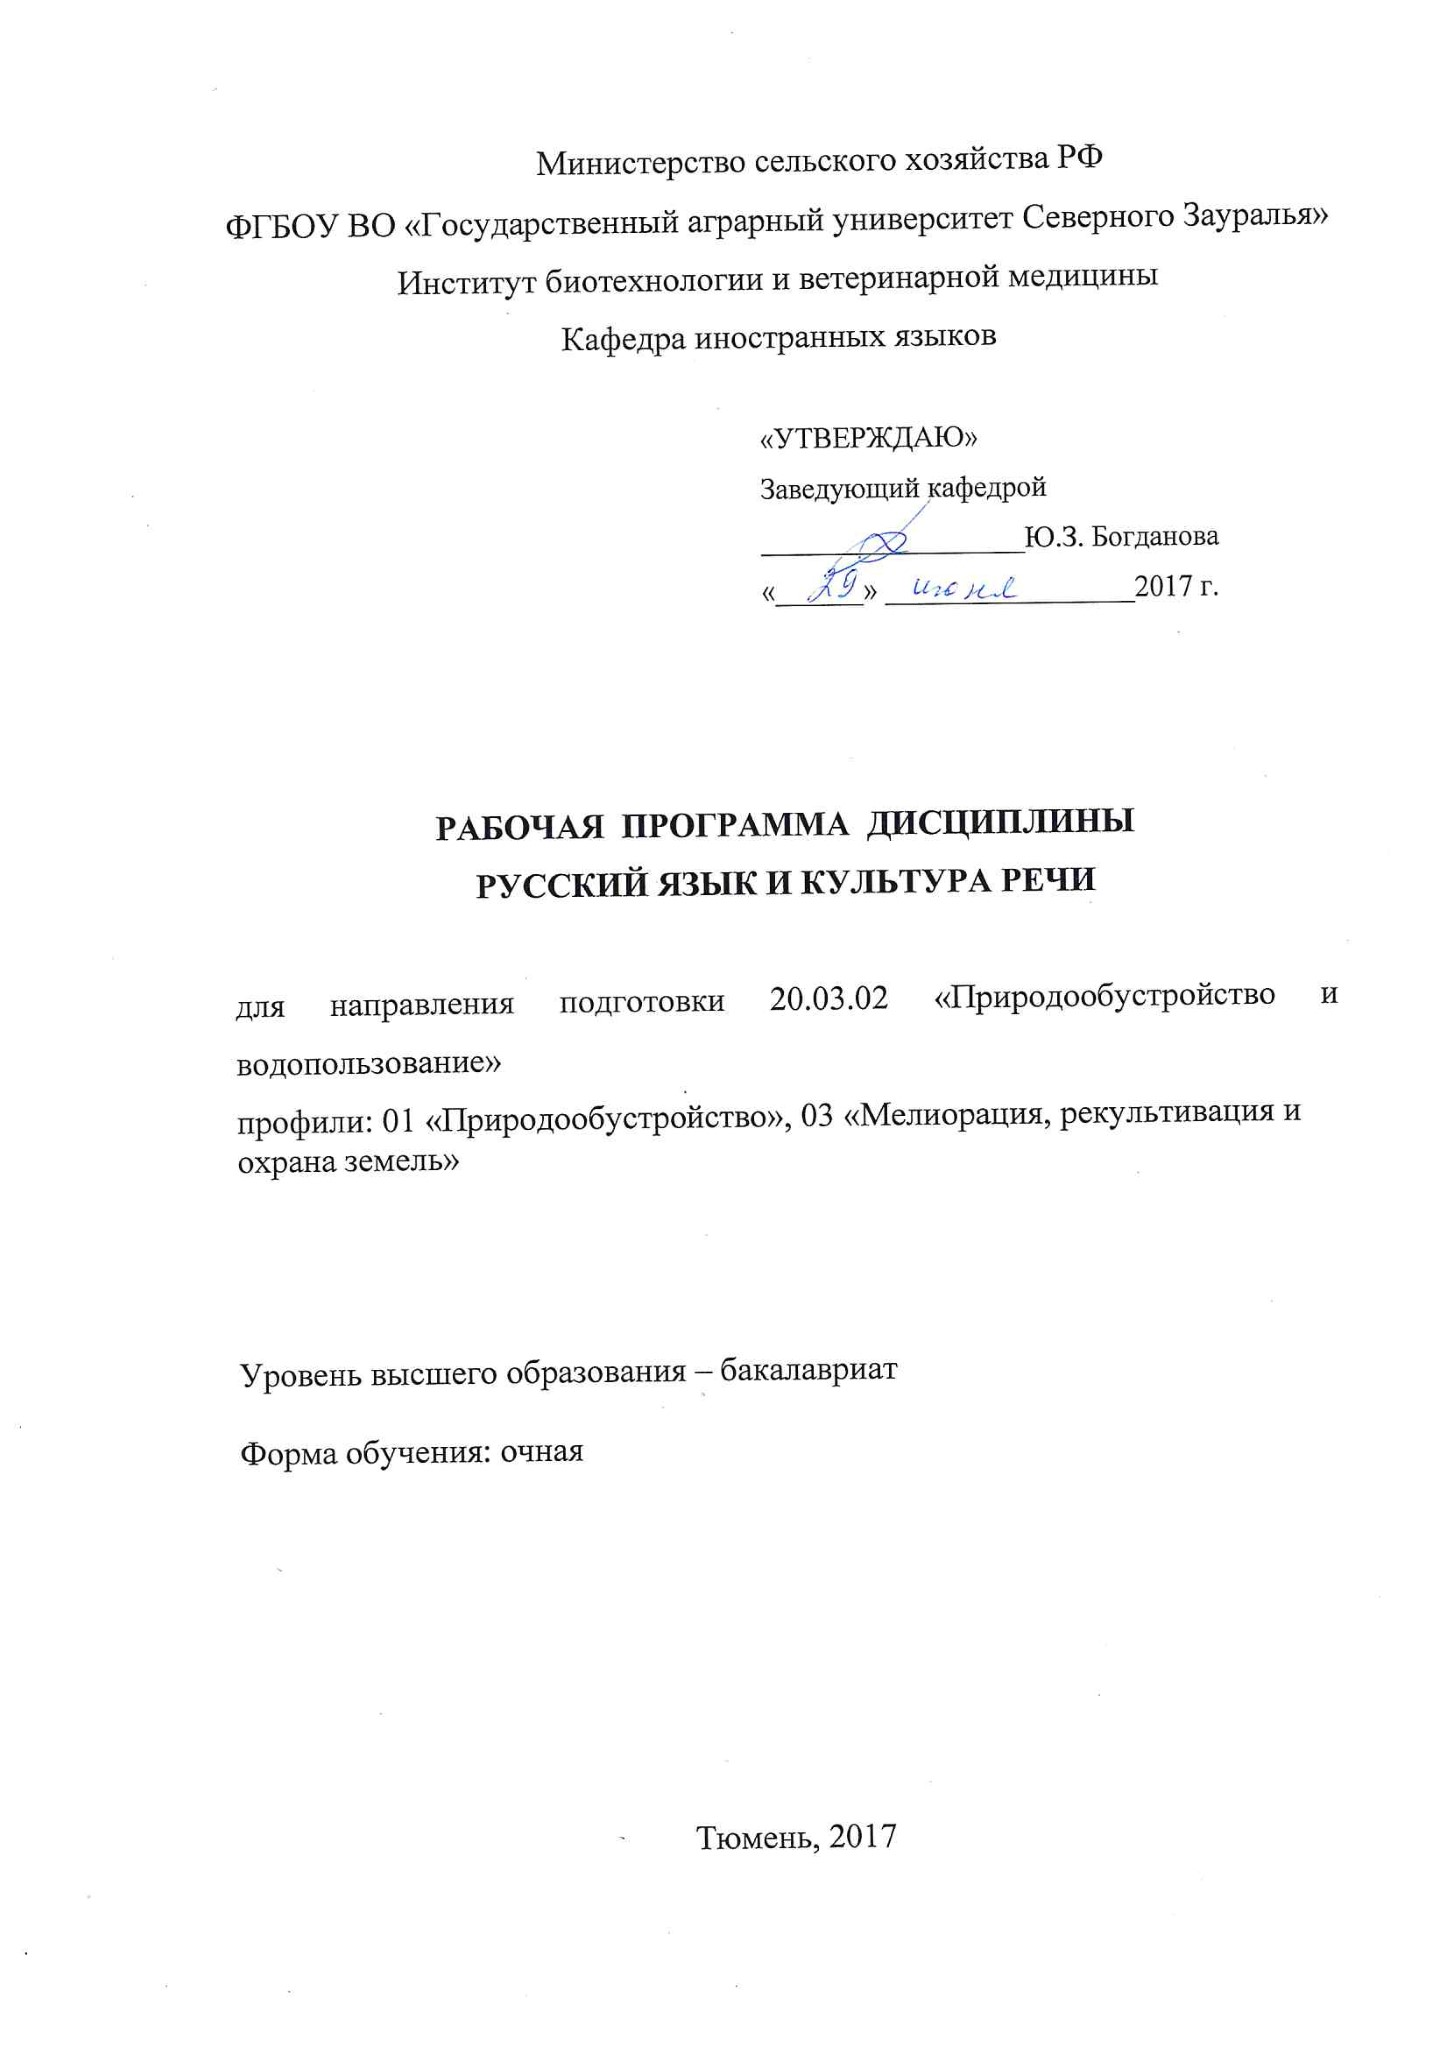 Министерство сельского хозяйства РФ
ФГБОУ ВО «Государственный аграрный университет Северного Зауралья»
Институт биотехнологии и ветеринарной медицины
Кафедра иностранных языков
«УТВЕРЖДАЮ»
Заведующий кафедрой
__________________Ю.З. Богданова
«29» июня 2017 г.
РАБОЧАЯ ПРОГРАММА ДИСЦИПЛИНЫ
РУССКИЙ ЯЗЫК И КУЛЬТУРА РЕЧИ
для направления подготовки 20.03.02 «Природообустройство и
водопользование»
профили: 01 «Природообустройство», 03 «Мелиорация, рекультивация и
охрана земель»
Уровень высшего образования – бакалавриат
Форма обучения: очная
Тюмень, 2017